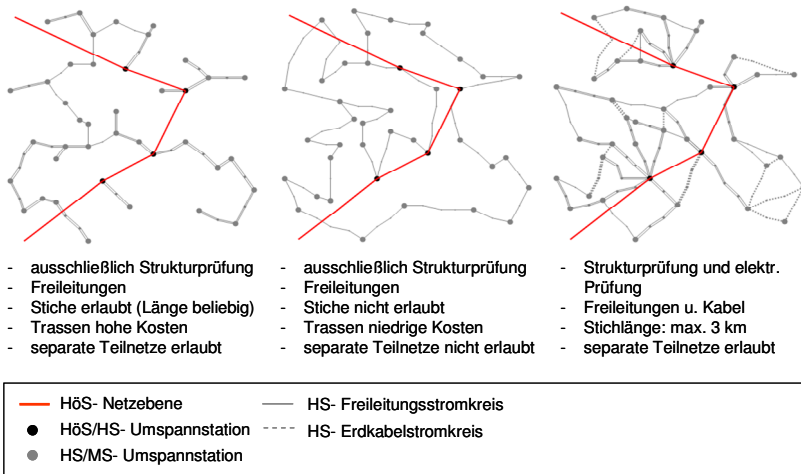 - ausschließlich Strukturprüfung
- Freileitungen
- Stiche erlaubt (Länge beliebig)
- Trassen hohe Kosten
- separate Teilnetze erlaubt
- ausschließlich Strukturprüfung
- Freileitungen
- Stiche nicht erlaubt
- Trassen niedrige Kosten
- separate Teilnetze nicht erlaubt
- Strukturprüfung und elektr.
Prüfung
- Freileitungen u. Kabel
- Stichlänge: max. 3 km
- separate Teilnetze erlaubt
HöS- Netzebene
HöS/HS- Umspannstation
HS/MS- Umspannstation
HS- Freileitungsstromkreis
HS- Erdkabelstromkreis